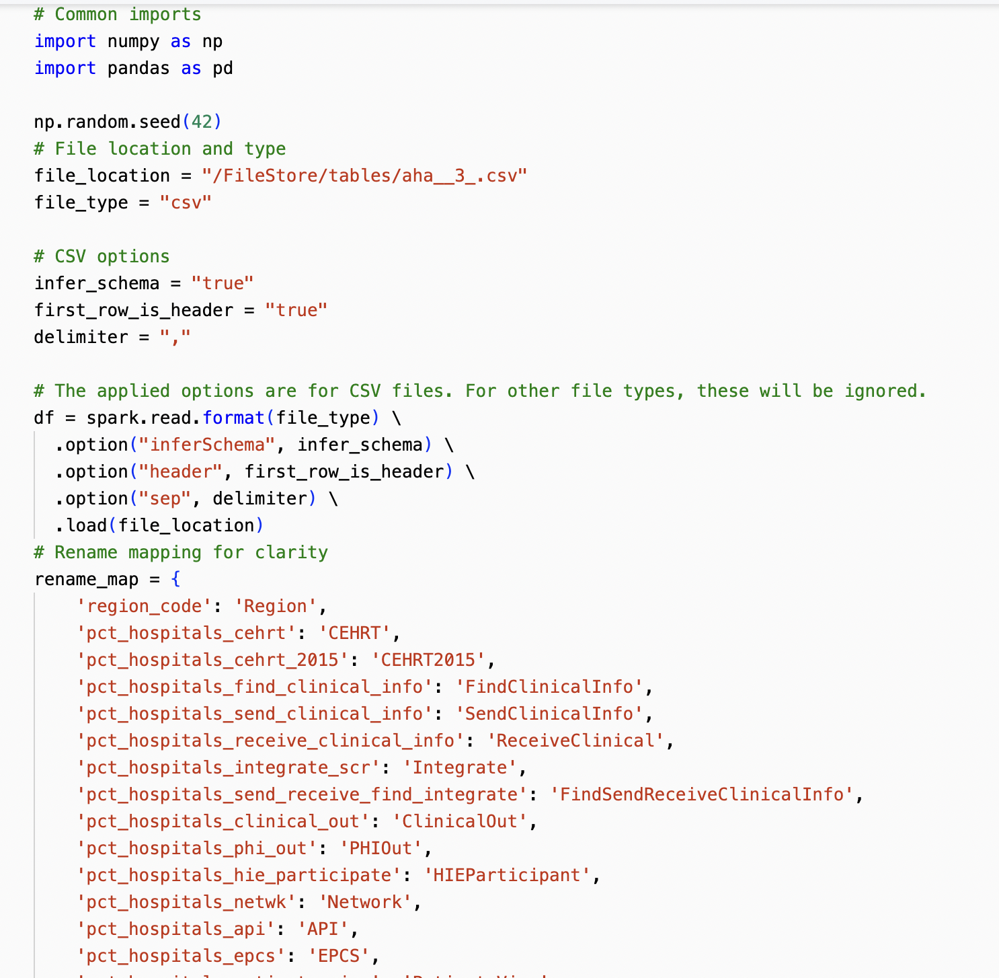 # Common imports
import numpy as np
import pandas as pd
np.random.seed(42)
# File location and type
file_location = "/FileStore/tables/aha__3_.csv"
file_type = "csv"
# CSV options
infer_schema = "true"
first_row_is_header = "true"
delimiter = ","
# The applied options are for CSV files. For other file types, these will be ignored.
df = spark.read.format(file_type) \
  .option("inferSchema", infer_schema) \
  .option("header", first_row_is_header) \
  .option("sep", delimiter) \
  .load(file_location)
# Rename mapping for clarity
rename_map = {
    'region_code': 'Region',
    'pct_hospitals_cehrt': 'CEHRT',
    'pct_hospitals_cehrt_2015': 'CEHRT2015',
    'pct_hospitals_find_clinical_info': 'FindClinicalInfo',
    'pct_hospitals_send_clinical_info': 'SendClinicalInfo',
    'pct_hospitals_receive_clinical_info': 'ReceiveClinical',
    'pct_hospitals_integrate_scr': 'Integrate',
    'pct_hospitals_send_receive_find_integrate': 'FindSendReceiveClinicalInfo',
    'pct_hospitals_clinical_out': 'ClinicalOut',
    'pct_hospitals_phi_out': 'PHIOut',
    'pct_hospitals_hie_participate': 'HIEParticipant',
    'pct_hospitals_netwk': 'Network',
    'pct_hospitals_api': 'API',
    'pct_hospitals_epcs': 'EPCS',